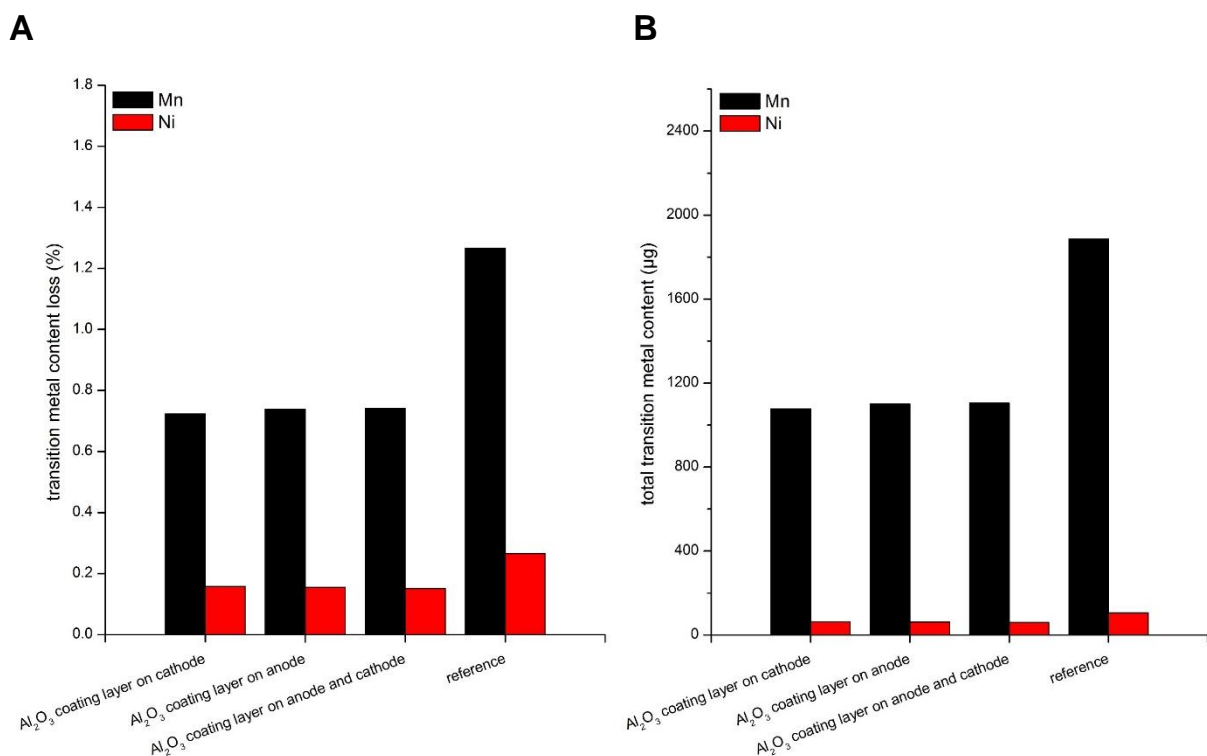 A
transition metal content loss (%)
1.8
1.6
1.4
1.2
1.0
0.8
0.6
0.4
0.2
0.0
Mn
Ni
Al₂O₃ coating layer on cathode
Al₂O₃ coating layer on anode
Al₂O₃ coating layer on anode and cathode
reference
B
total transition metal content (µg)
2400
2000
1600
1200
800
400
0
Mn
Ni
Al₂O₃ coating layer on cathode
Al₂O₃ coating layer on anode
Al₂O₃ coating layer on anode and cathode
reference